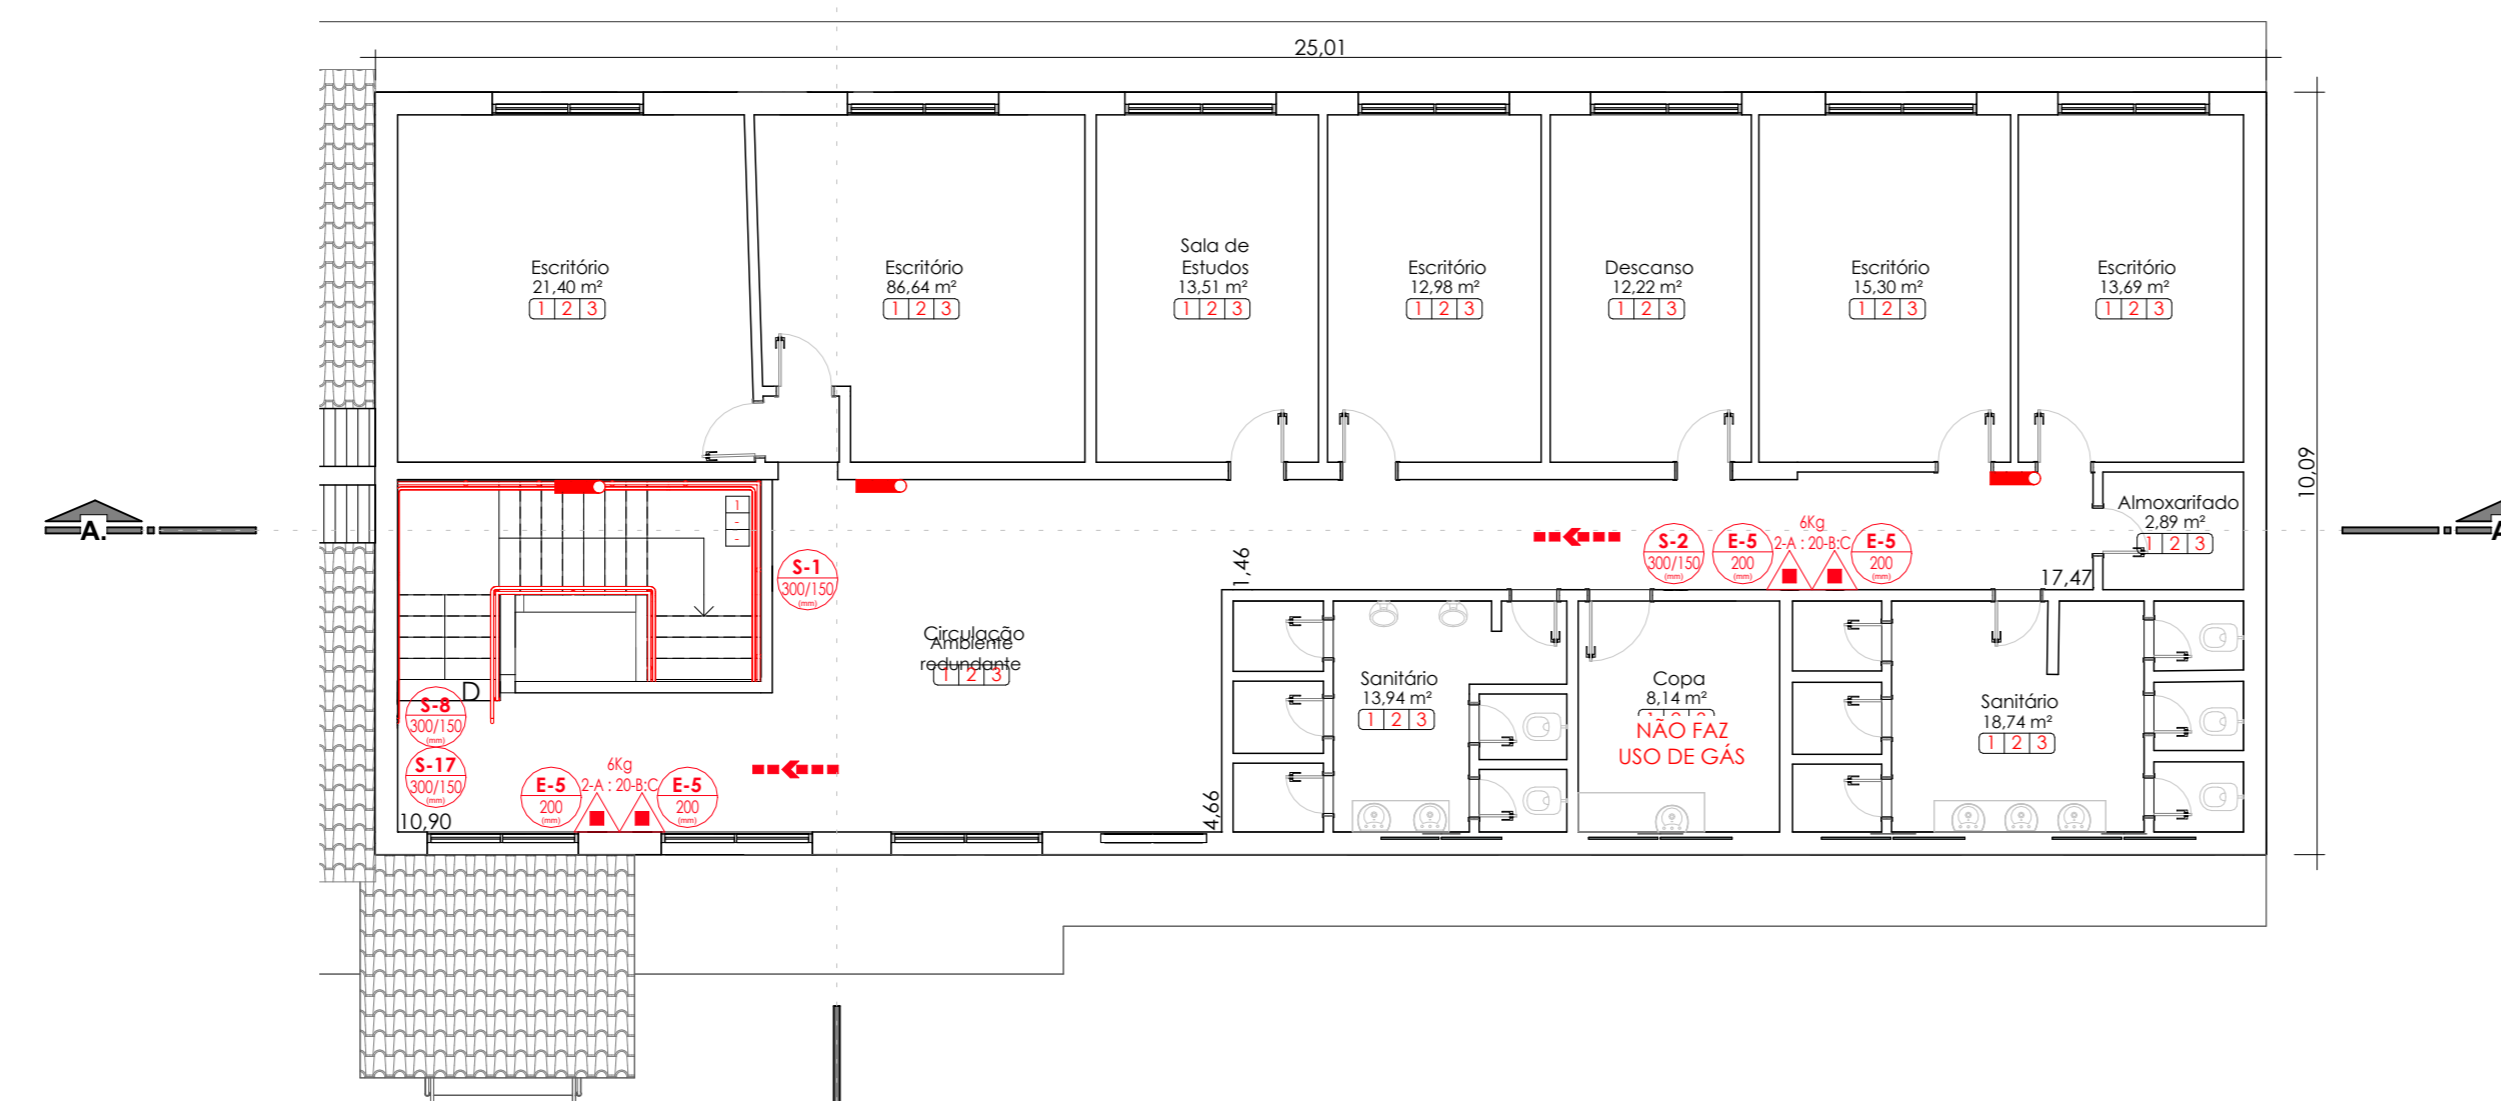 25,01
Escritório
21,40 m²
1 2 3
Escritório
86,64 m²
1 2 3
Sala de
Estudos
13,51 m²
1 2 3
Escritório
12,98 m²
1 2 3
Descanso
12,22 m²
1 2 3
Escritório
15,30 m²
1 2 3
Escritório
13,69 m²
1 2 3
10,09
A.
1
-
-
S-1
300/150
(mm)
1,46
S-2
300/150
(mm)
E-5
200
(mm)
6Kg
2-A : 20-B:C
E-5
200
(mm)
17,47
Almoxarifado
2,89 m²
1 2 3
A
Circulação
Ambiente
redundante
1 2 3
D
S-8
300/150
(mm)
S-17
300/150
(mm)
10,90
E-5
200
(mm)
6Kg
2-A : 20-B:C
E-5
200
(mm)
4,66
Sanitário
13,94 m²
1 2 3
Copa
8,14 m²
NÃO FAZ
USO DE GÁS
Sanitário
18,74 m²
1 2 3